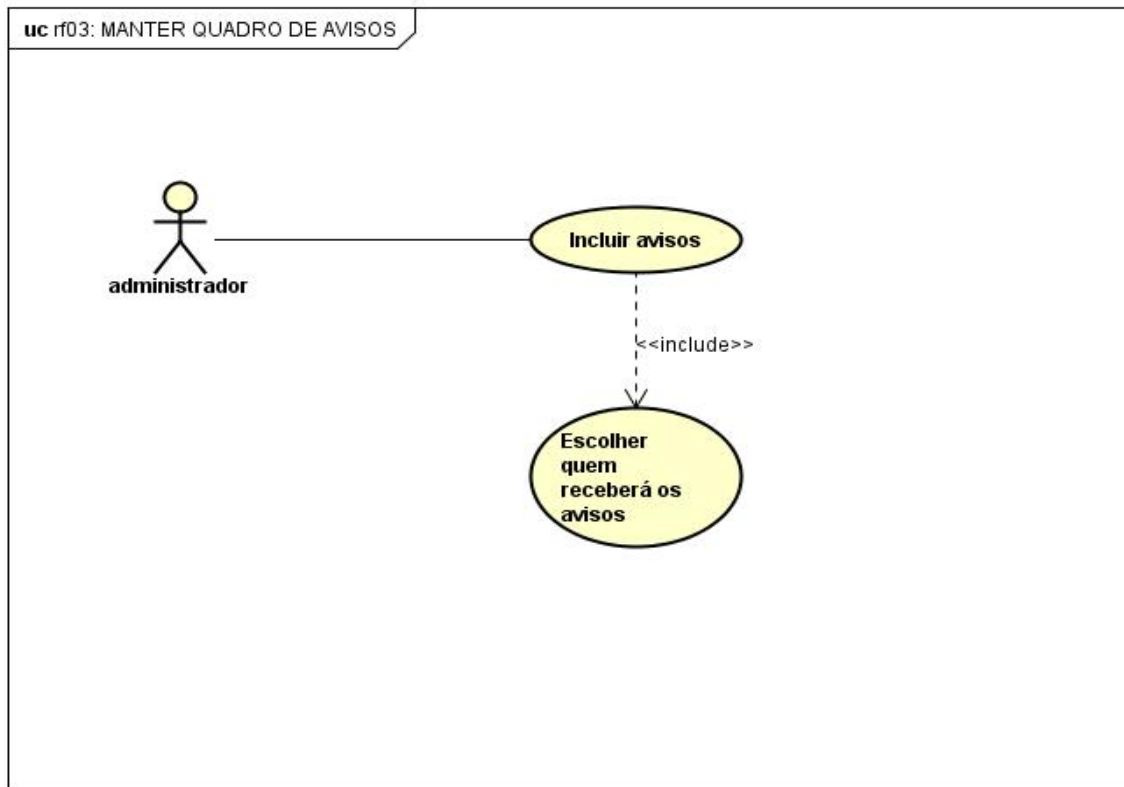 uc rf03: MANTER QUADRO DE AVISOS
administrador
Incluir avisos
<<include>>
Escolher
quem
receberá os
avisos